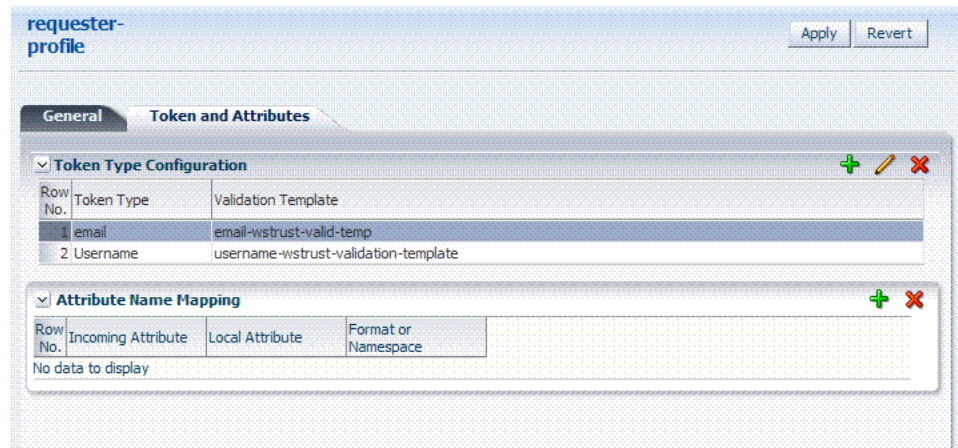 requester-
profile
Apply Revert
General Token and Attributes
Token Type Configuration
Row No. Token Type Validation Template
1 email email-wstrust-valid-temp
2 Username username-wstrust-validation-template
Attribute Name Mapping
Row No. Incoming Attribute Local Attribute Format or Namespace
No data to display